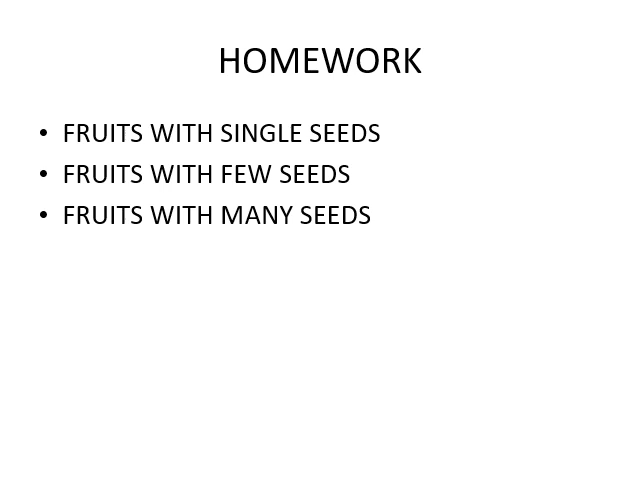 HOMEWORK
• FRUITS WITH SINGLE SEEDS
• FRUITS WITH FEW SEEDS
• FRUITS WITH MANY SEEDS